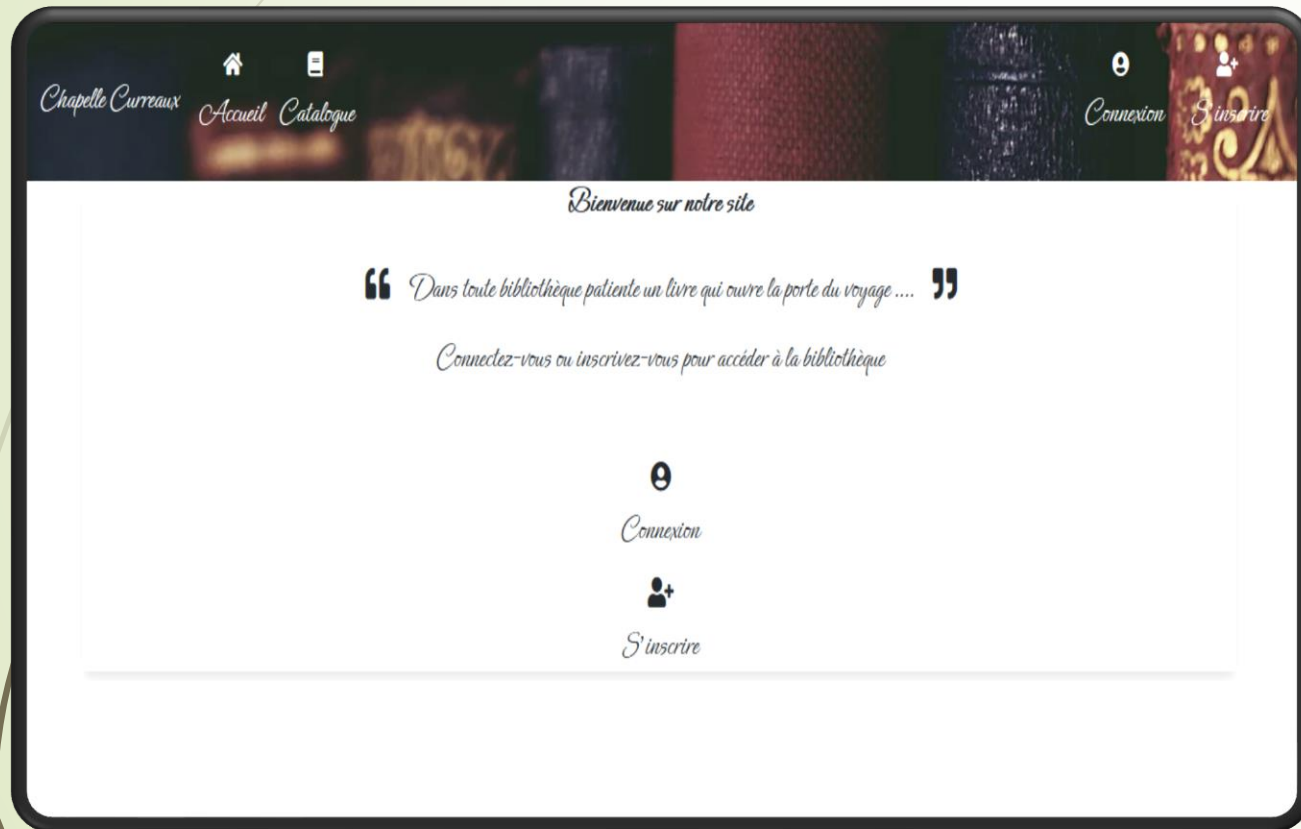 Chapelle Curreaux
Accueil Catalogue
Connexion S'inscrire
Bienvenue sur notre site
“ Dans toute bibliothèque patiente un livre qui ouvre la porte du voyage .... ”
Connectez-vous ou inscrivez-vous pour accéder à la bibliothèque
Connexion
S'inscrire